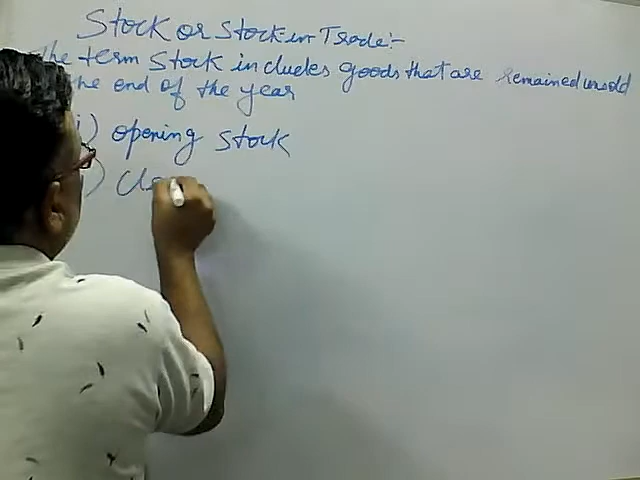 Stock or Stock in Trade:-
The term Stock includes goods that are remained unsold
the end of the year
i) opening stock
) Clo